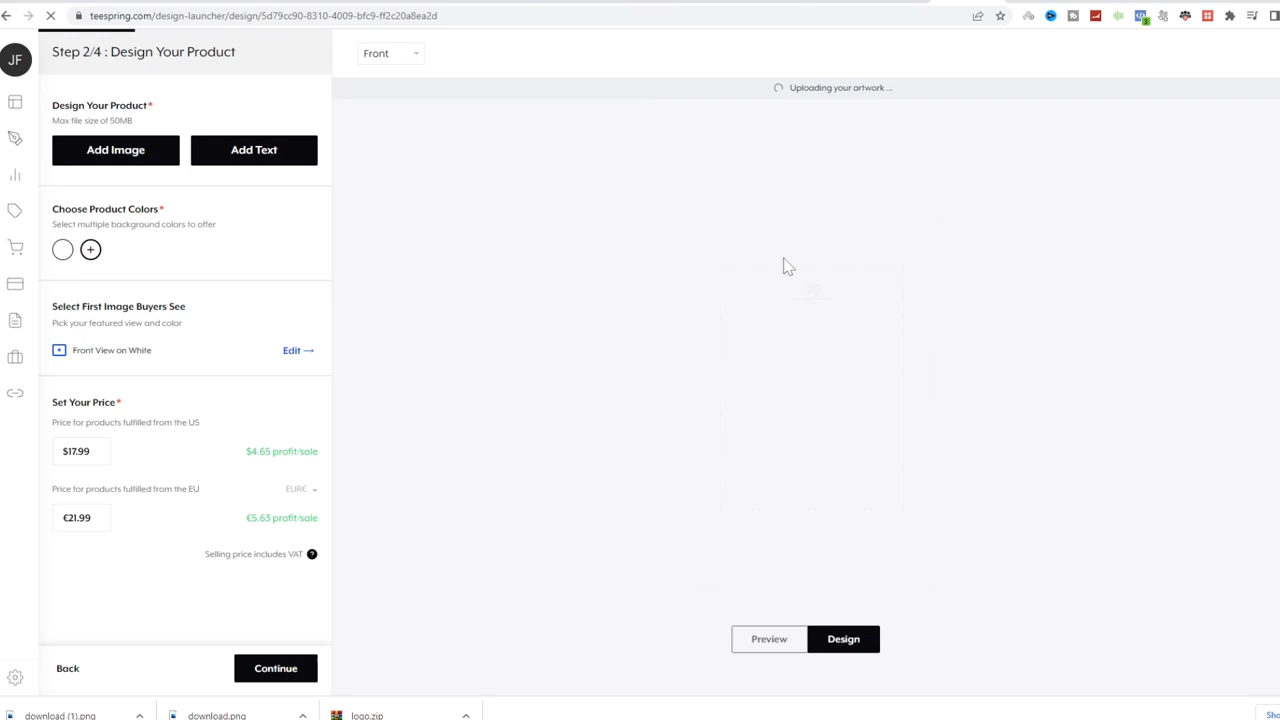 teespring.com/design-launcher/design/5d79cc90-8310-4009-bfc9-ff2c20a8ea2d
3
JF
Step 2/4 : Design Your Product
Front
Uploading your artwork ...
Design Your Product*
Max file size of 50MB
Add Image
Add Text
Choose Product Colors*
Select multiple background colors to offer
+
Select First Image Buyers See
Pick your featured view and color
Front View on White
Edit →
Set Your Price*
Price for products fulfilled from the US
$17.99
$4.65 profit/sale
Price for products fulfilled from the EU
EUR€
€21.99
€5.63 profit/sale
Selling price includes VAT ?
Preview
Design
Back
Continue
download (1).png
download.png
logo.zip